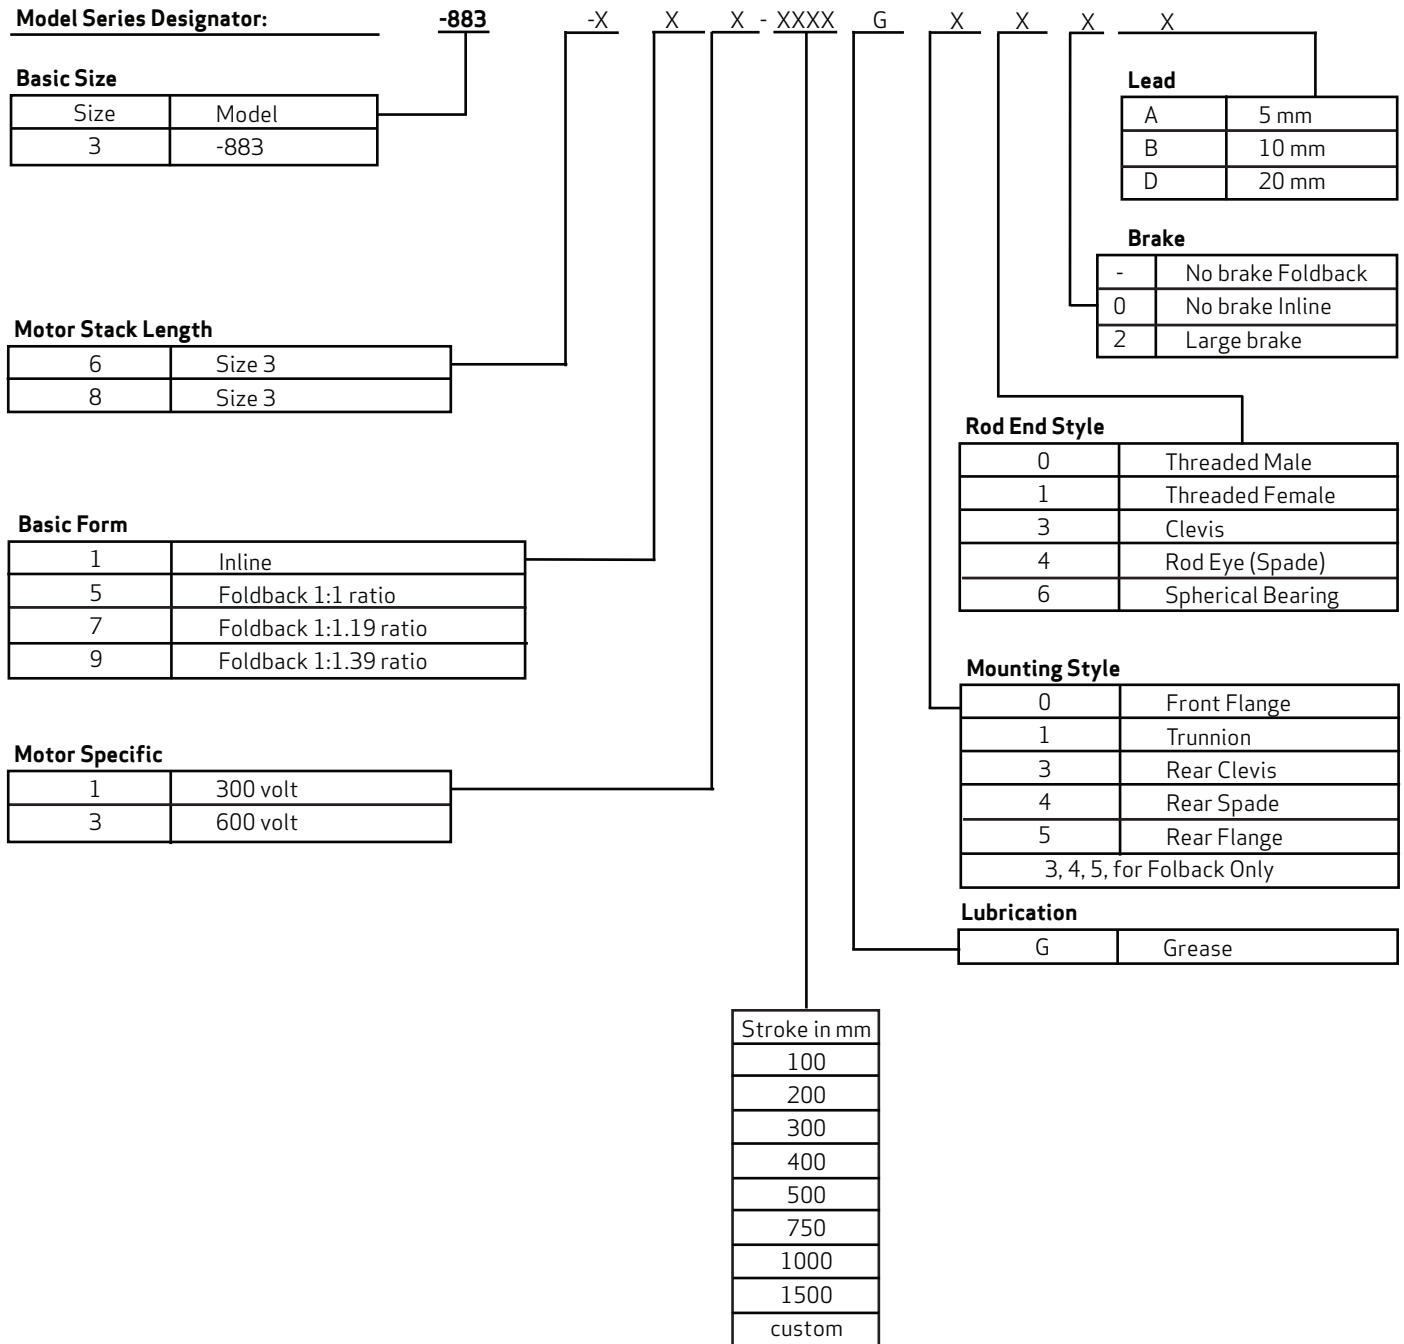 Model Series Designator: -883 -X X X - XXXX G X X X X
Basic Size
Size Model
3 -883
Motor Stack Length
6 Size 3
8 Size 3
Basic Form
1 Inline
5 Foldback 1:1 ratio
7 Foldback 1:1.19 ratio
9 Foldback 1:1.39 ratio
Motor Specific
1 300 volt
3 600 volt
Lead
A 5 mm
B 10 mm
D 20 mm
Brake
- No brake Foldback
0 No brake Inline
2 Large brake
Rod End Style
0 Threaded Male
1 Threaded Female
3 Clevis
4 Rod Eye (Spade)
6 Spherical Bearing
Mounting Style
0 Front Flange
1 Trunnion
3 Rear Clevis
4 Rear Spade
5 Rear Flange
3, 4, 5, for Folback Only
Lubrication
G Grease
Stroke in mm
100
200
300
400
500
750
1000
1500
custom